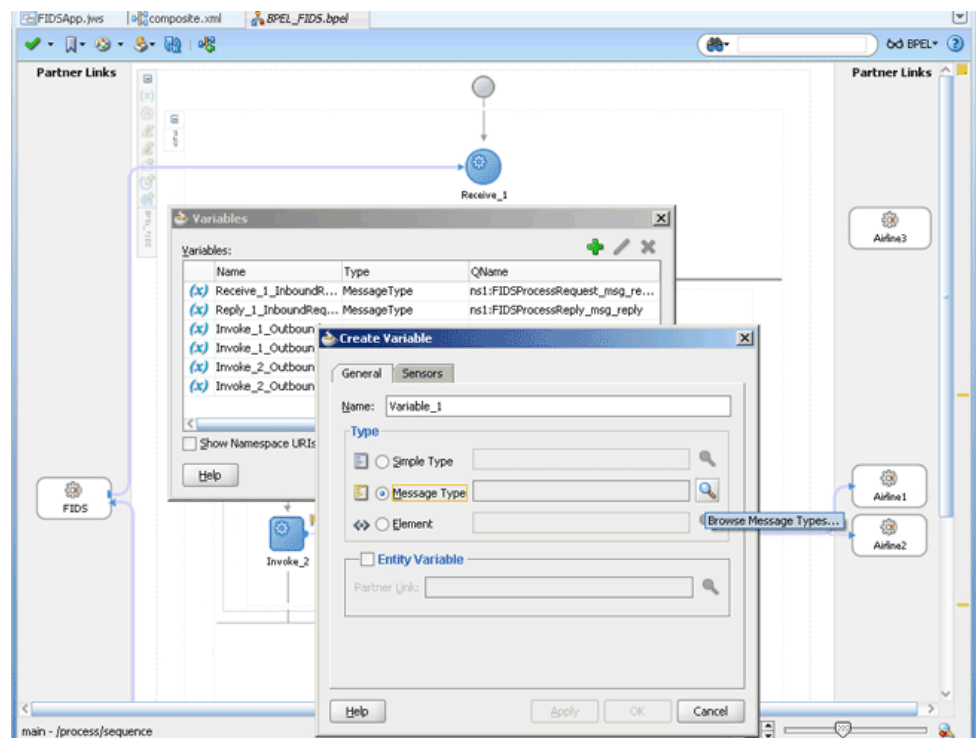 FIDSApp.jws composite.xml BPEL_FIDS.bpel
BPEL
Partner Links
Partner Links
Receive_1
Airline3
Variables
Variables:
Name Type QName
(x) Receive_1_InboundR... MessageType ns1:FIDSProcessRequest_msg_re...
(x) Reply_1_InboundReq... MessageType ns1:FIDSProcessReply_msg_reply
(x) Invoke_1_Outboun
(x) Invoke_1_Outboun
(x) Invoke_2_Outboun
(x) Invoke_2_Outboun
Show Namespace URIs
Help
Create Variable
General Sensors
Name: Variable_1
Type
Simple Type
Message Type
Browse Message Types...
Element
Entity Variable
Partner Link:
Help Apply OK Cancel
FIDS
Invoke_2
Airline1
Airline2
main - /process/sequence